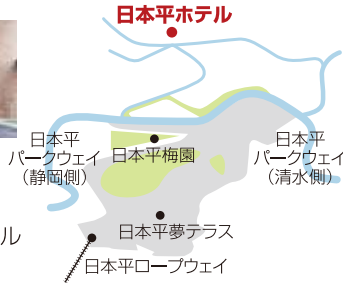 日本平ホテル
日本平
パークウェイ
（静岡側）
日本平梅園
日本平
パークウェイ
（清水側）
日本平夢テラス
ル
日本平ロープウェイ